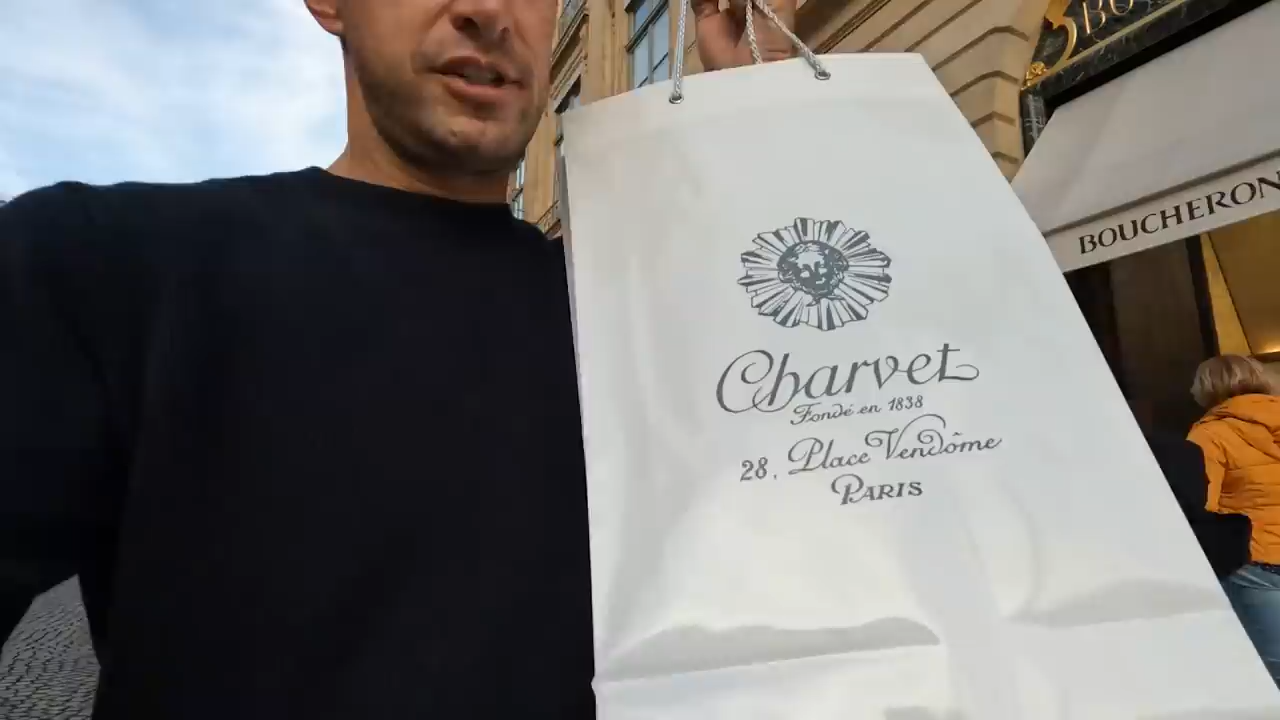 Charvet
Fondé en 1838
28, Place Vendôme
PARIS
BOUCHERON